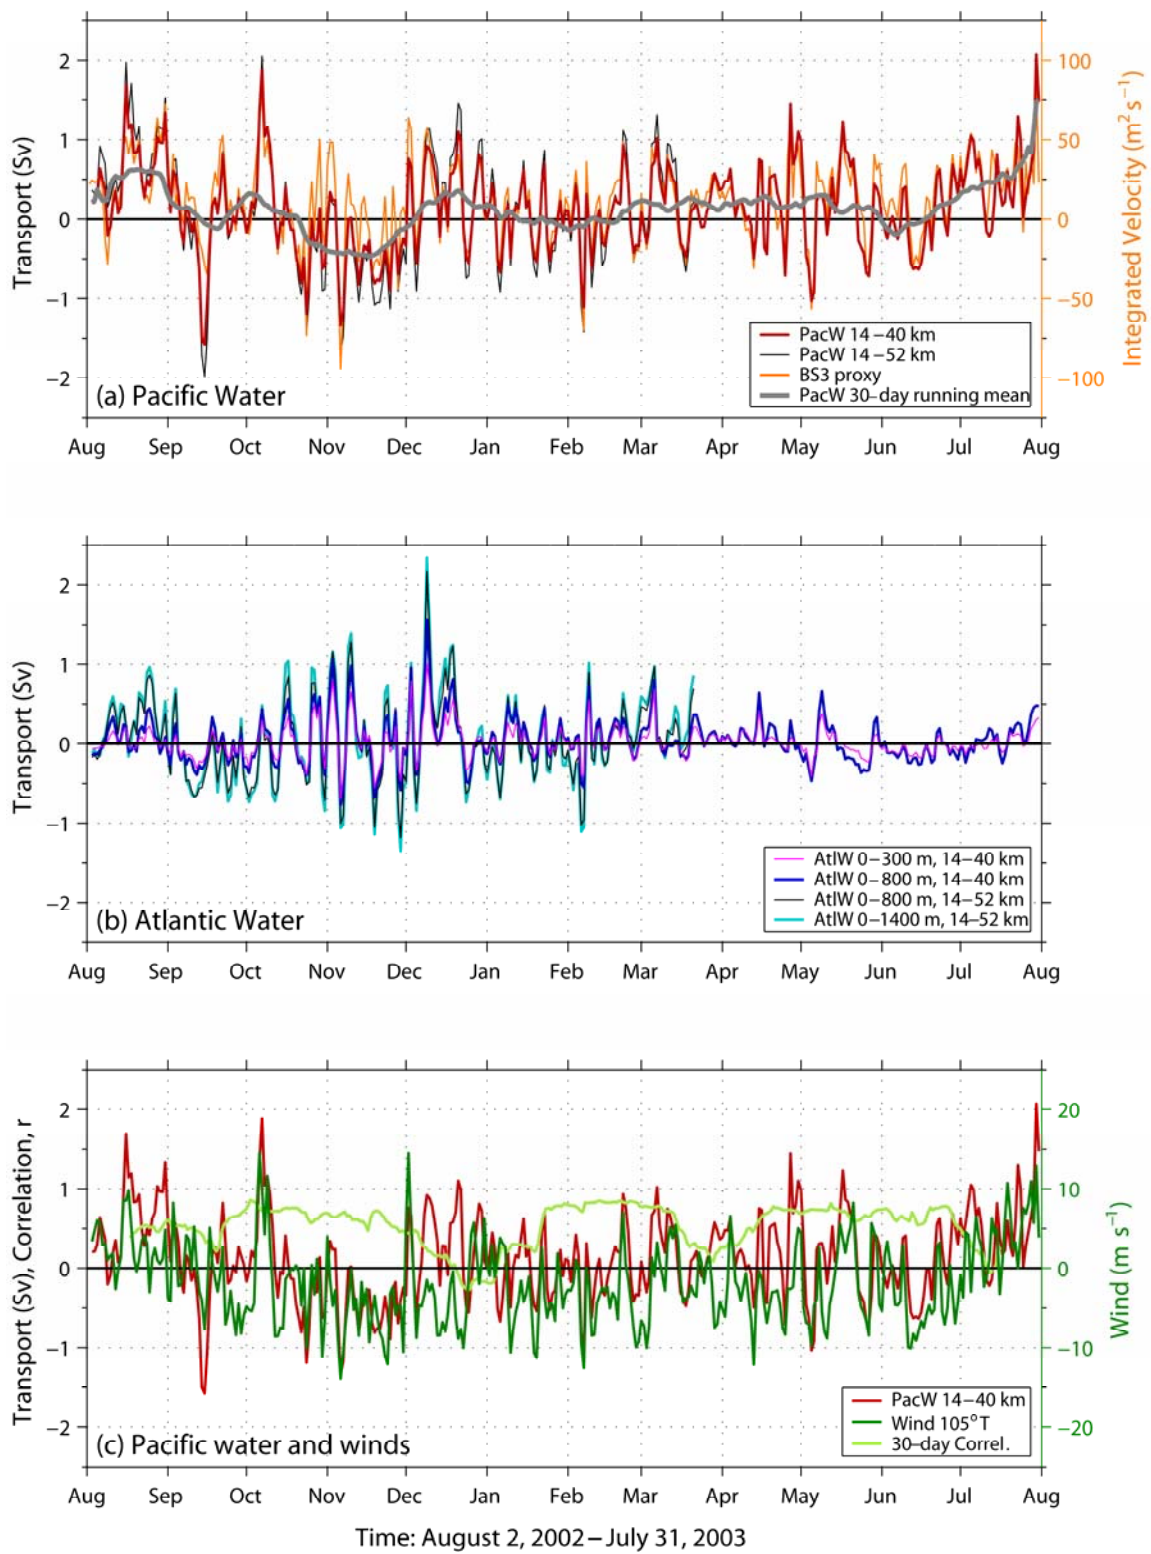 2
1
0
−1
−2
Transport (Sv)
100
50
0
−50
−100
Integrated Velocity (m² s⁻¹)
PacW 14−40 km
PacW 14−52 km
BS3 proxy
PacW 30−day running mean
(a) Pacific Water
Aug Sep Oct Nov Dec Jan Feb Mar Apr May Jun Jul Aug
2
1
0
−1
−2
Transport (Sv)
AtlW 0−300 m, 14−40 km
AtlW 0−800 m, 14−40 km
AtlW 0−800 m, 14−52 km
AtlW 0−1400 m, 14−52 km
(b) Atlantic Water
Aug Sep Oct Nov Dec Jan Feb Mar Apr May Jun Jul Aug
2
1
0
−1
−2
Transport (Sv), Correlation, r
20
10
0
−10
−20
Wind (m s⁻¹)
PacW 14−40 km
Wind 105°T
30−day Correl.
(c) Pacific water and winds
Aug Sep Oct Nov Dec Jan Feb Mar Apr May Jun Jul Aug
Time: August 2, 2002−July 31, 2003